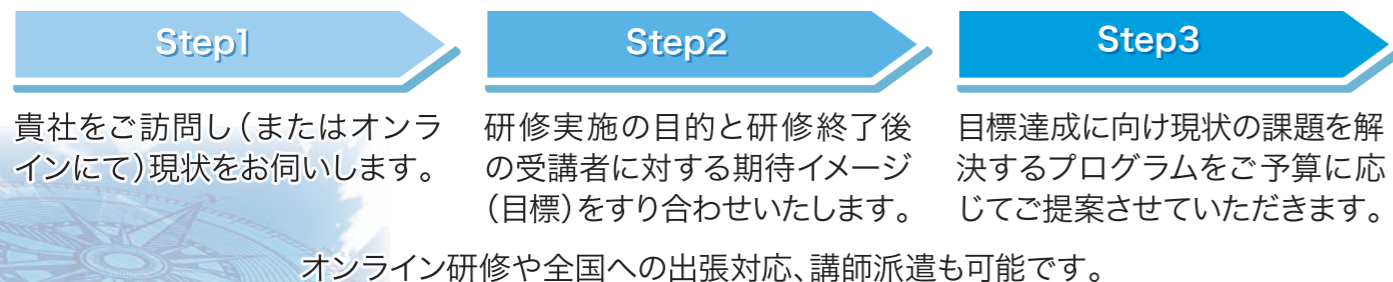 Step1
貴社をご訪問し(またはオンラ
インにて)現状をお伺いします。
Step2
研修実施の目的と研修終了後
の受講者に対する期待イメージ
(目標)をすり合わせいたします。
Step3
目標達成に向け現状の課題を解
決するプログラムをご予算に応
じてご提案させていただきます。
オンライン研修や全国への出張対応、講師派遣も可能です。